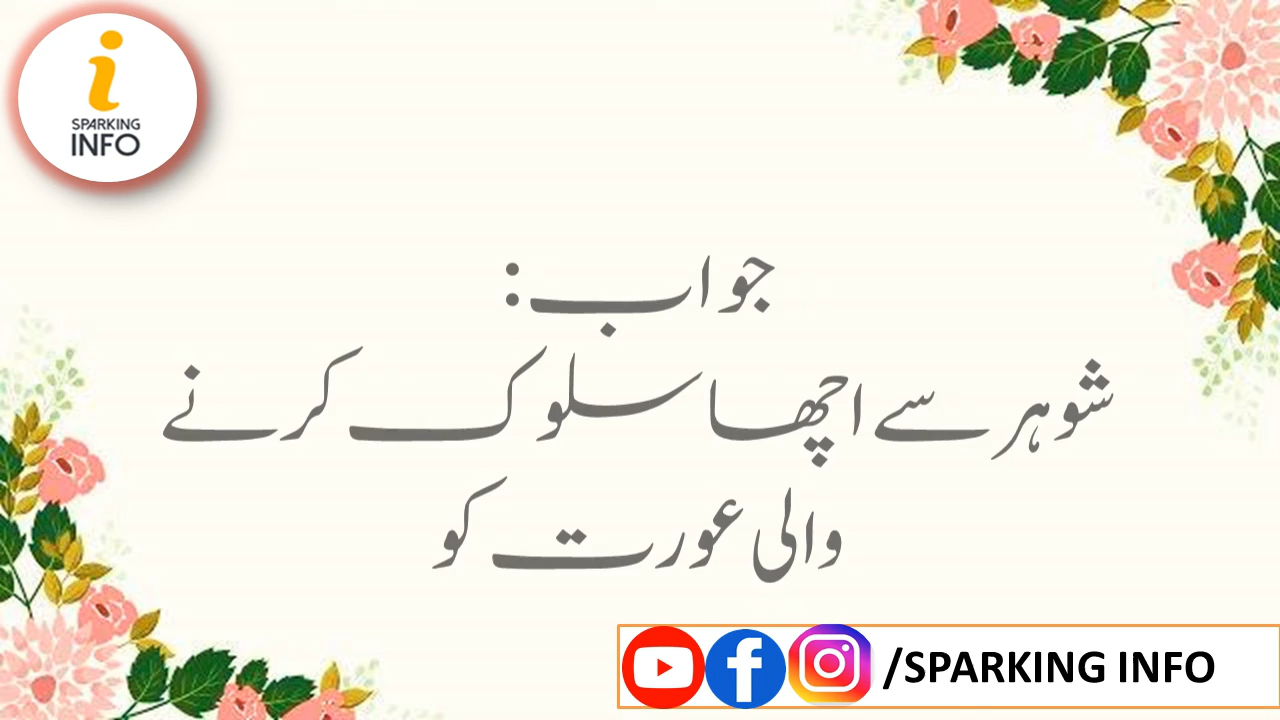 i
SPARKING
INFO
جواب:
شوہر سے اچھا سلوک کرنے
والی عورت کو
/SPARKING INFO